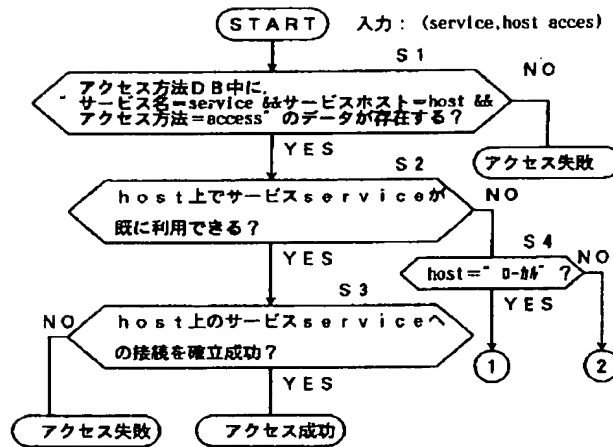 START
入力： (service,host acces)
S1
アクセス方法DB中に,
"サービス名=service &&サービスホスト=host &&
アクセス方法=access"のデータが存在する？
NO
YES
アクセス失敗
S2
host上でサービスserviceが
既に利用できる？
NO
YES
S4
host="ローカル" ？
NO
YES
S3
host上のサービスserviceへ
の接続を確立成功？
NO
YES
①
②
アクセス失敗
アクセス成功